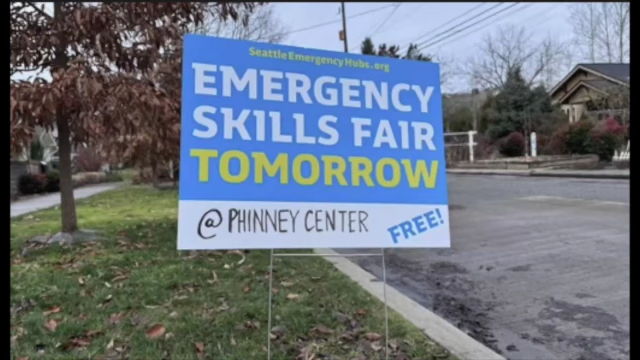 SeattleEmergencyHubs.org
EMERGENCY
SKILLS FAIR
TOMORROW
@ PHINNEY CENTER
FREE!